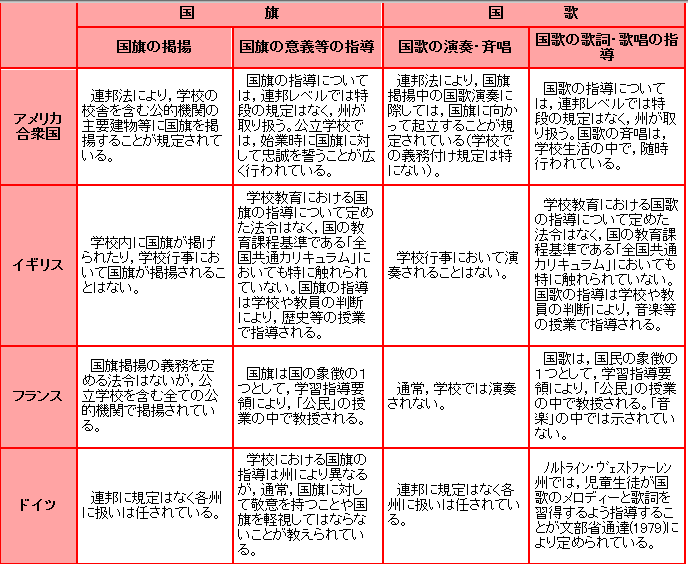 国　　旗
国　　歌
国旗の掲揚
国旗の意義等の指導
国歌の演奏・斉唱
国歌の歌詞・歌唱の指
導
アメリカ
合衆国
連邦法により，学校の
校舎を含む公的機関の
主要建物等に国旗を掲
揚することが規定されて
いる。
国旗の指導について
は，連邦レベルでは特
段の規定はなく，州が
取り扱う。公立学校で
は，始業時に国旗に対
して忠誠を誓うことが広
く行われている。
連邦法により，国旗
掲揚中の国歌演奏に
際しては，国旗に向か
って起立することが規
定されている（学校で
の義務付け規定は特
にない）。
国歌の指導について
は，連邦レベルでは特
段の規定はなく，州が
取り扱う。国歌の斉唱は，
学校生活の中で，随時
行われている。
イギリス
学校内に国旗が掲げ
られたり，学校行事にお
いて国旗が掲揚されるこ
とはない。
学校教育における国
旗の指導について定め
た法令はなく，国の教
育課程基準である「全
国共通カリキュラム」に
おいても特に触れられ
ていない。国旗の指導
は学校や教員の判断
により，歴史等の授業
で指導される。
学校行事において演
奏されることはない。
学校教育における国歌
の指導について定めた
法令はなく，国の教育
課程基準である「全国共通
カリキュラム」においても
特に触れられていない。
国歌の指導は学校や教
員の判断により，音楽等
の授業で指導される。
フランス
国旗掲揚の義務を定
める法令はないが，公
立学校を含む全ての公
的機関で掲揚されてい
る。
国旗は国の象徴の１
つとして，学習指導要
領により，「公民」の授
業の中で教授される。
通常，学校では演奏
されない。
国歌は，国民の象徴の
１つとして，学習指導要
領により，「公民」の授業
の中で教授される。「音
楽」の中では示されてい
ない。
ドイツ
連邦に規定はなく各州
に扱いは任されている。
学校における国旗の
指導は州により異なる
が，通常，国旗に対し
て敬意を持つことや国
旗を軽視してはならな
いことが教えられてい
る。
連邦に規定はなく各
州に扱いは任されてい
る。
ノルトライン・ヴェストファーレン
州では，児童生徒が国
歌のメロディーと歌詞を
習得するよう指導するこ
とが文部省通達(1979)に
より定められている。